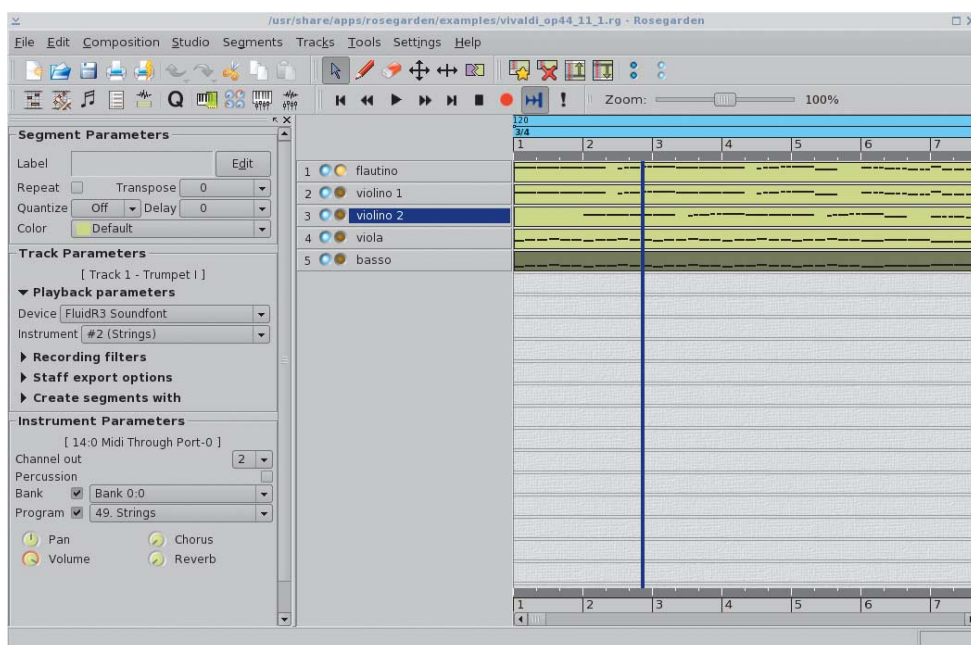 /usr/share/apps/rosegarden/examples/vivaldi_op44_11_1.rg - Rosegarden
File Edit Composition Studio Segments Tracks Tools Settings Help
Q
Zoom: 100%
Segment Parameters
Label Edit
Repeat Transpose 0
Quantize Off Delay 0
Color Default
Track Parameters
[ Track 1 - Trumpet I ]
Playback parameters
Device FluidR3 Soundfont
Instrument #2 (Strings)
Recording filters
Staff export options
Create segments with
Instrument Parameters
[ 14:0 Midi Through Port-0 ]
Channel out 2
Percussion
Bank Bank 0:0
Program 49. Strings
Pan Chorus
Volume Reverb
1 flautino
2 violino 1
3 violino 2
4 viola
5 basso
120
3/4
1 2 3 4 5 6 7
1 2 3 4 5 6 7